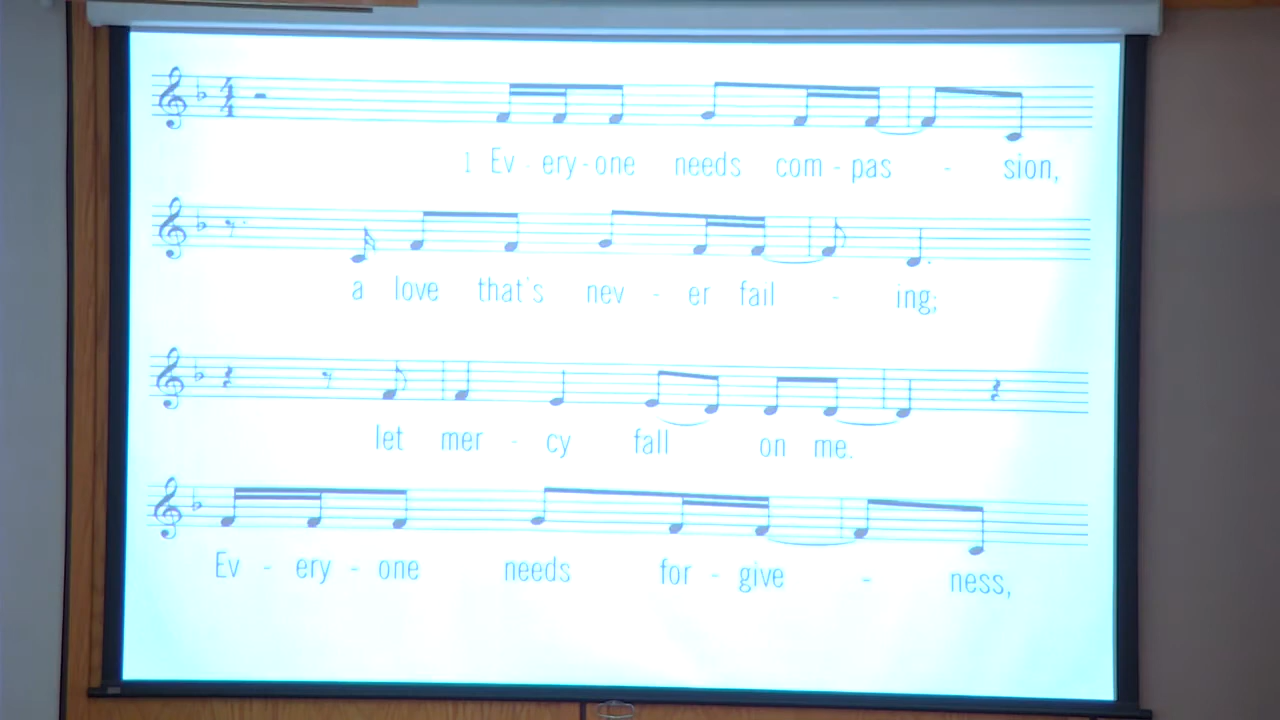 1. Ev - ery - one needs com - pas - sion,
a love that's nev - er fail - ing;
let mer - cy fall on me.
Ev - ery - one needs for - give - ness,